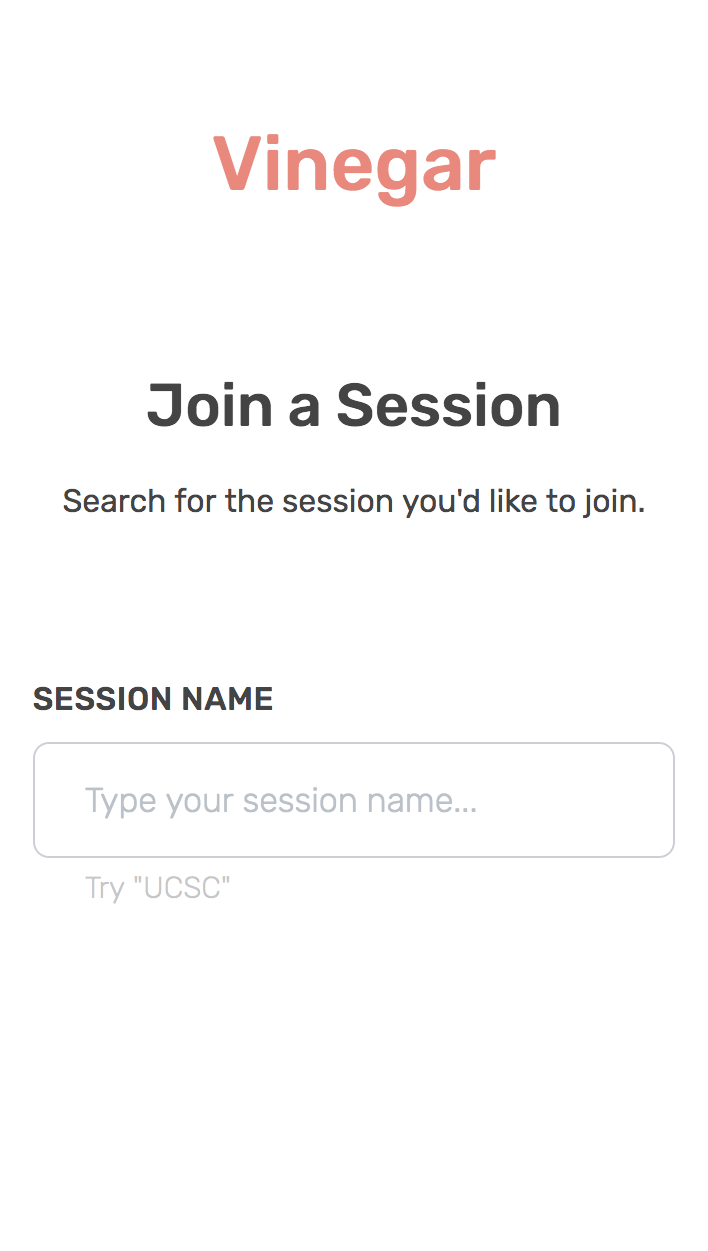 Vinegar
Join a Session
Search for the session you'd like to join.
SESSION NAME
Type your session name...
Try "UCSC"